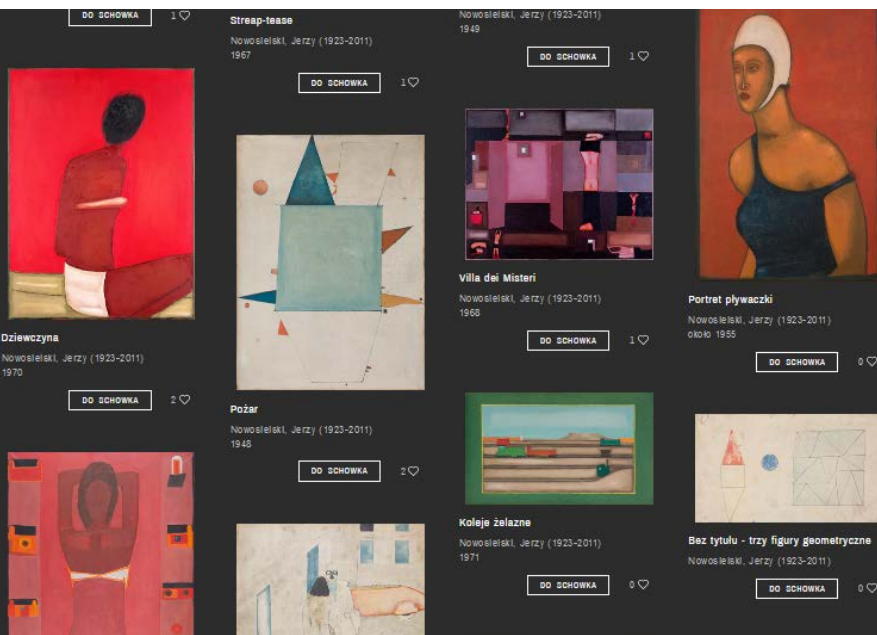 DO SCHOWKA 1
Dziewczyna
Nowosielski, Jerzy (1923-2011)
1970
DO SCHOWKA 2
Streap-tease
Nowosielski, Jerzy (1923-2011)
1967
DO SCHOWKA 1
Pożar
Nowosielski, Jerzy (1923-2011)
1948
DO SCHOWKA 2
Nowosielski, Jerzy (1923-2011)
1949
DO SCHOWKA 1
Villa dei Misteri
Nowosielski, Jerzy (1923-2011)
1968
DO SCHOWKA 1
Koleje żelazne
Nowosielski, Jerzy (1923-2011)
1971
DO SCHOWKA 0
Portret pływaczki
Nowosielski, Jerzy (1923-2011)
około 1955
DO SCHOWKA 0
Bez tytułu - trzy figury geometryczne
Nowosielski, Jerzy (1923-2011)
DO SCHOWKA 0